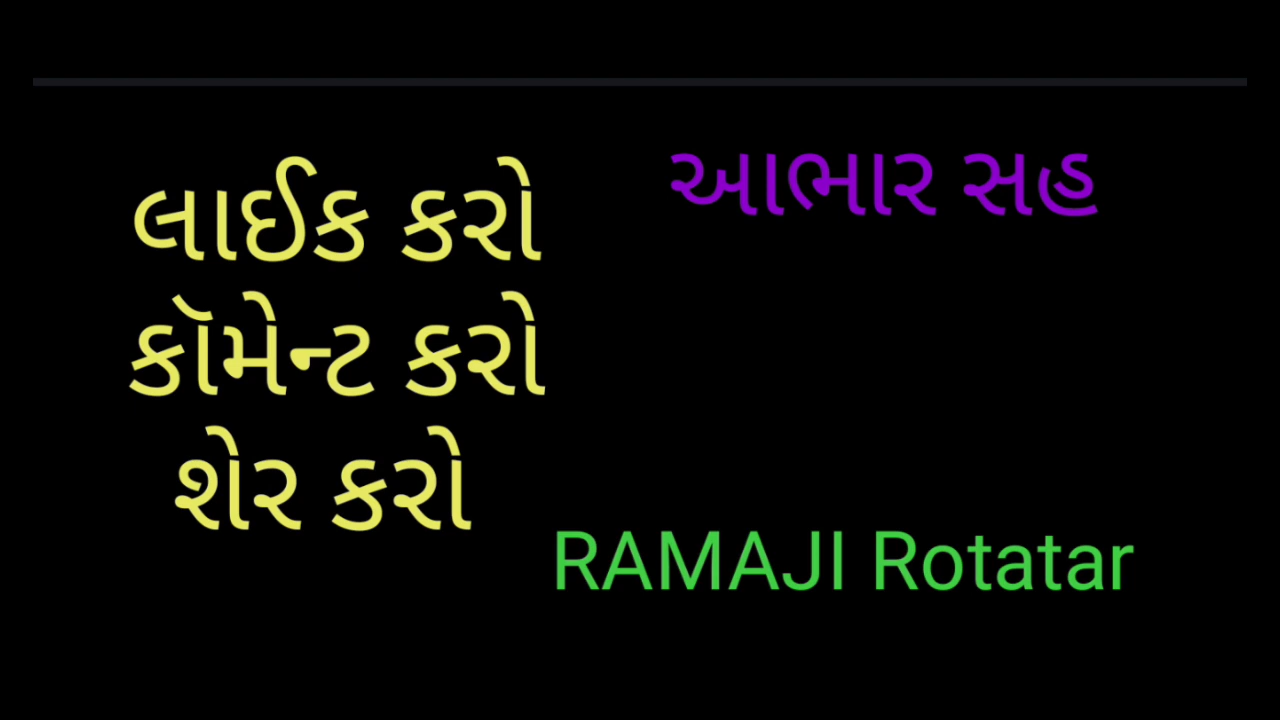 લાઈક કરો
કૉમેન્ટ કરો
શેર કરો
આભાર સહ
RAMAJI Rotatar